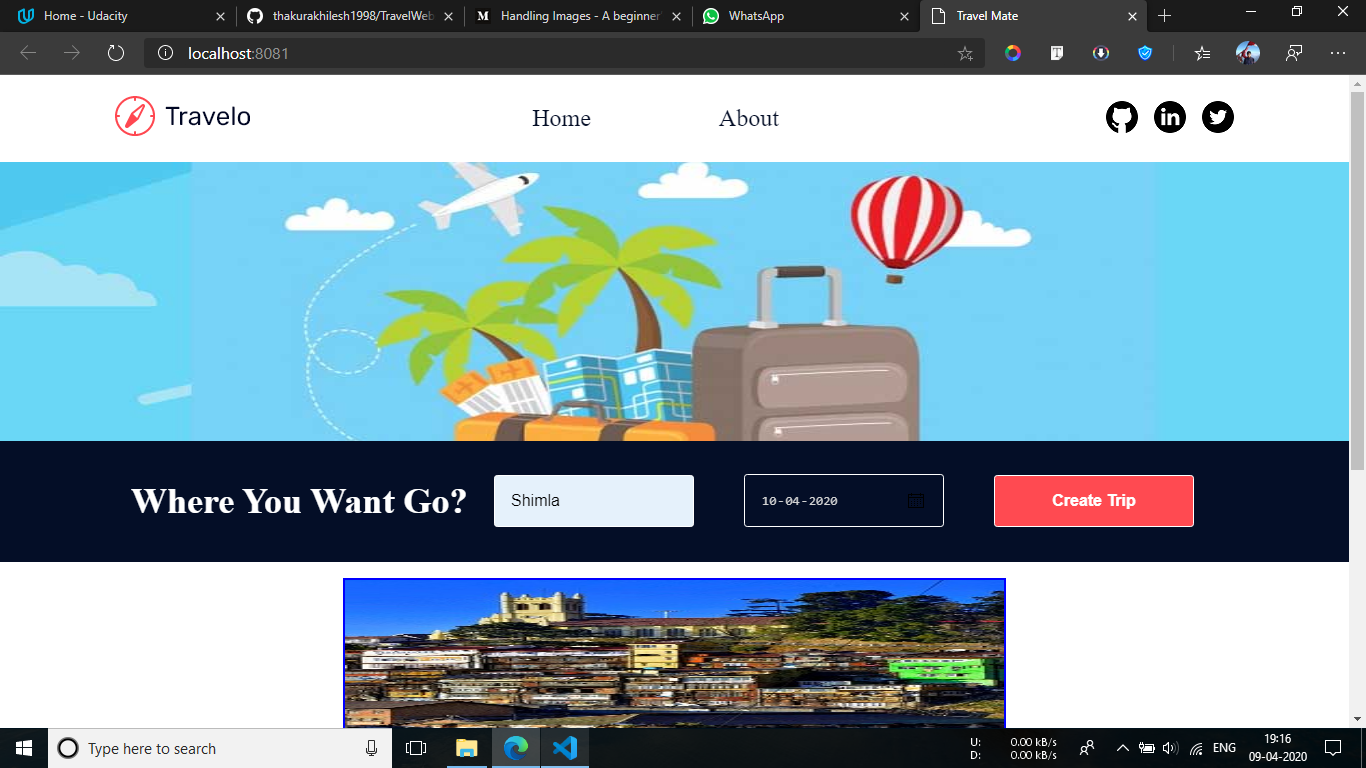 Home - Udacity
thakurakhilesh1998/TravelWeb
Handling Images - A beginner'
WhatsApp
Travel Mate
localhost:8081
Travelo
Home
About
Where You Want Go?
Shimla
10-04-2020
Create Trip
Type here to search
U: 0.00 kB/s
D: 0.00 kB/s
ENG
19:16
09-04-2020